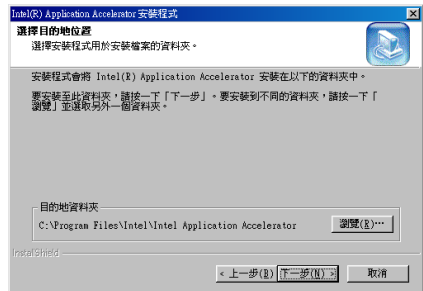 Intel(R) Application Accelerator 安裝程式
選擇目的地位置
選擇安裝程式用於安裝檔案的資料夾。
安裝程式會將 Intel(R) Application Accelerator 安裝在以下的資料夾中。
要安裝至此資料夾，請按一下「下一步」。要安裝到不同的資料夾，請按一下「
瀏覽」並選取另外一個資料夾。
目的地資料夾
C:\Program Files\Intel\Intel Application Accelerator
瀏覽(R)...
InstallShield
< 上一步(B)
下一步(N) >
取消